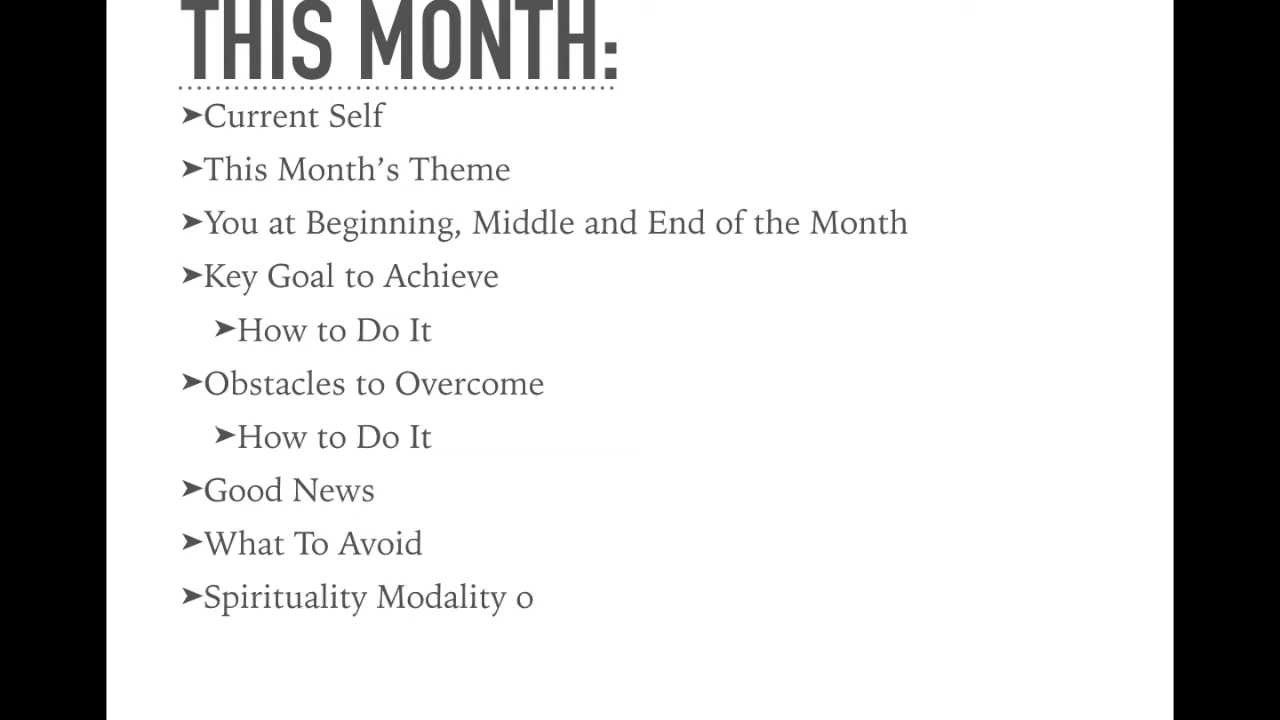 THIS MONTH:
➤Current Self
➤This Month’s Theme
➤You at Beginning, Middle and End of the Month
➤Key Goal to Achieve
➤How to Do It
➤Obstacles to Overcome
➤How to Do It
➤Good News
➤What To Avoid
➤Spirituality Modality o